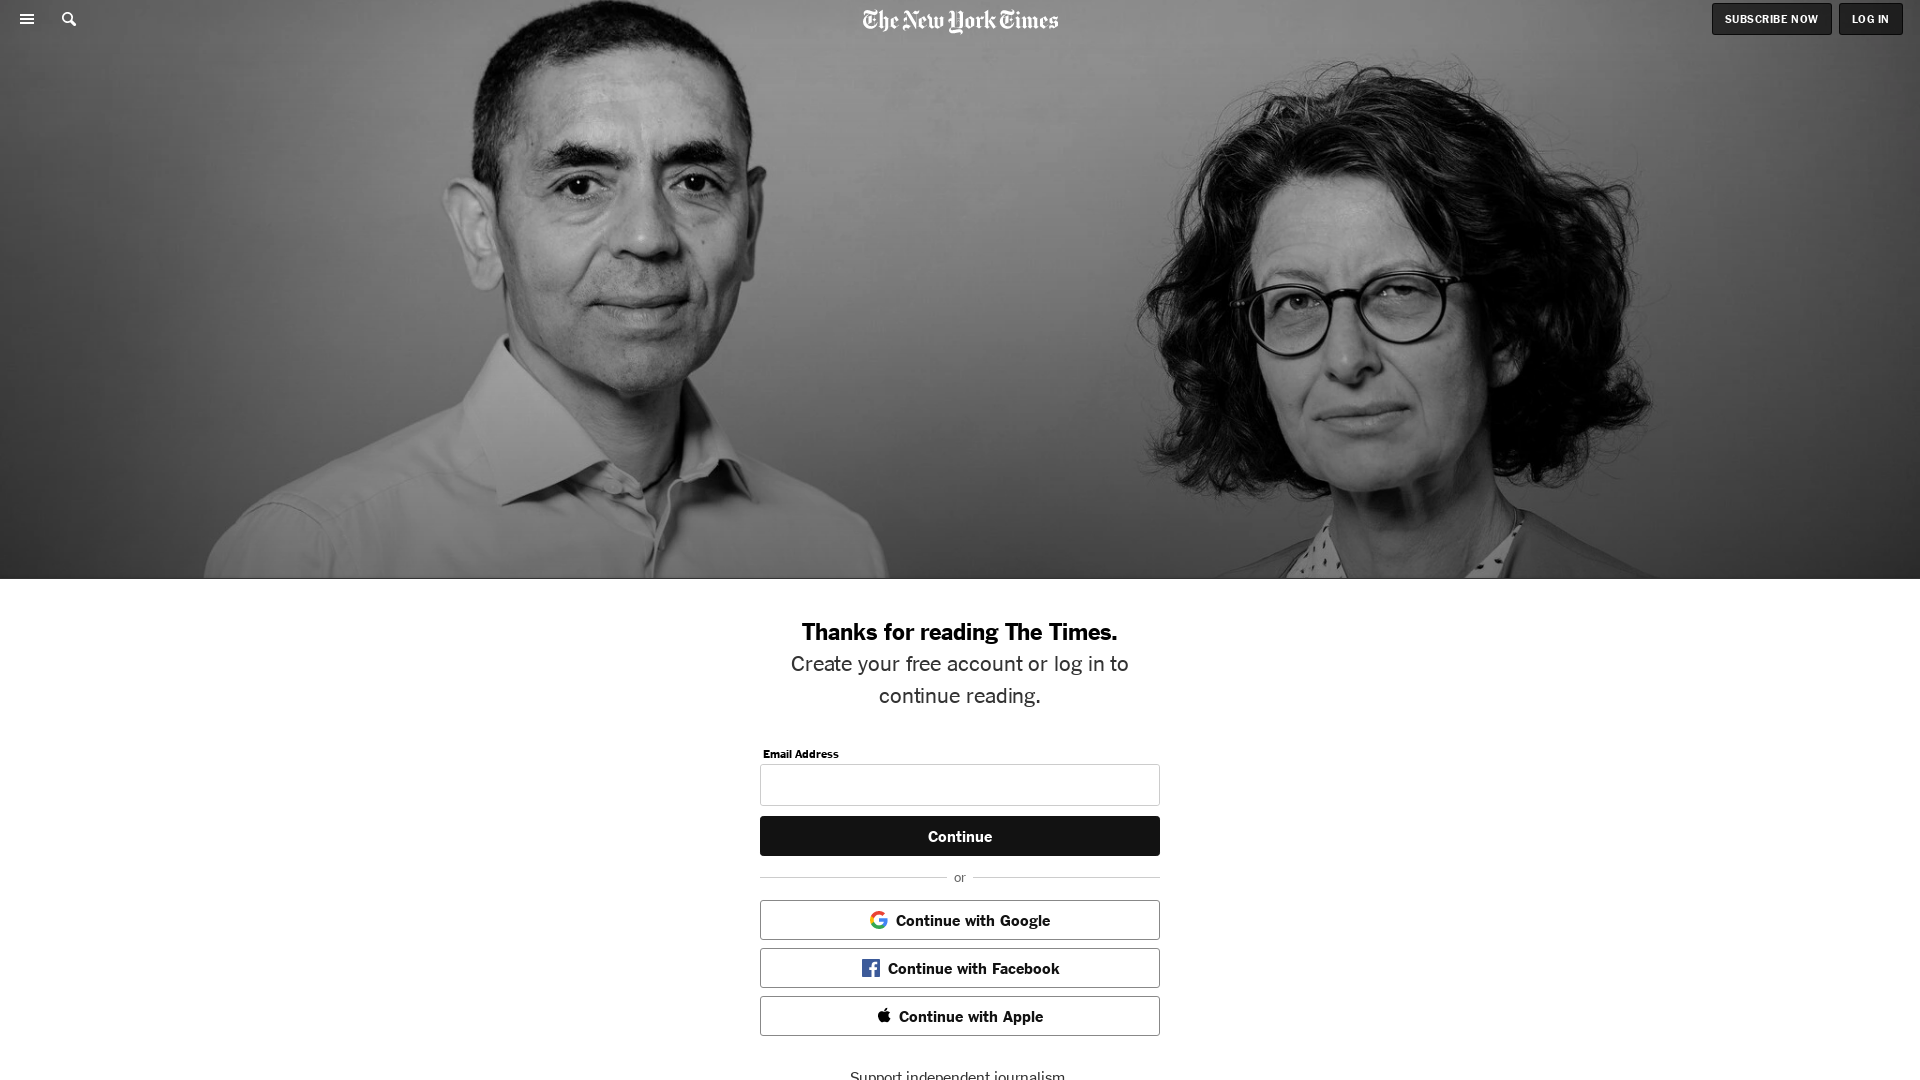 The New York Times
SUBSCRIBE NOW
LOG IN
Thanks for reading The Times.
Create your free account or log in to
continue reading.
Email Address
Continue
or
Continue with Google
Continue with Facebook
Continue with Apple
Support independent journalism